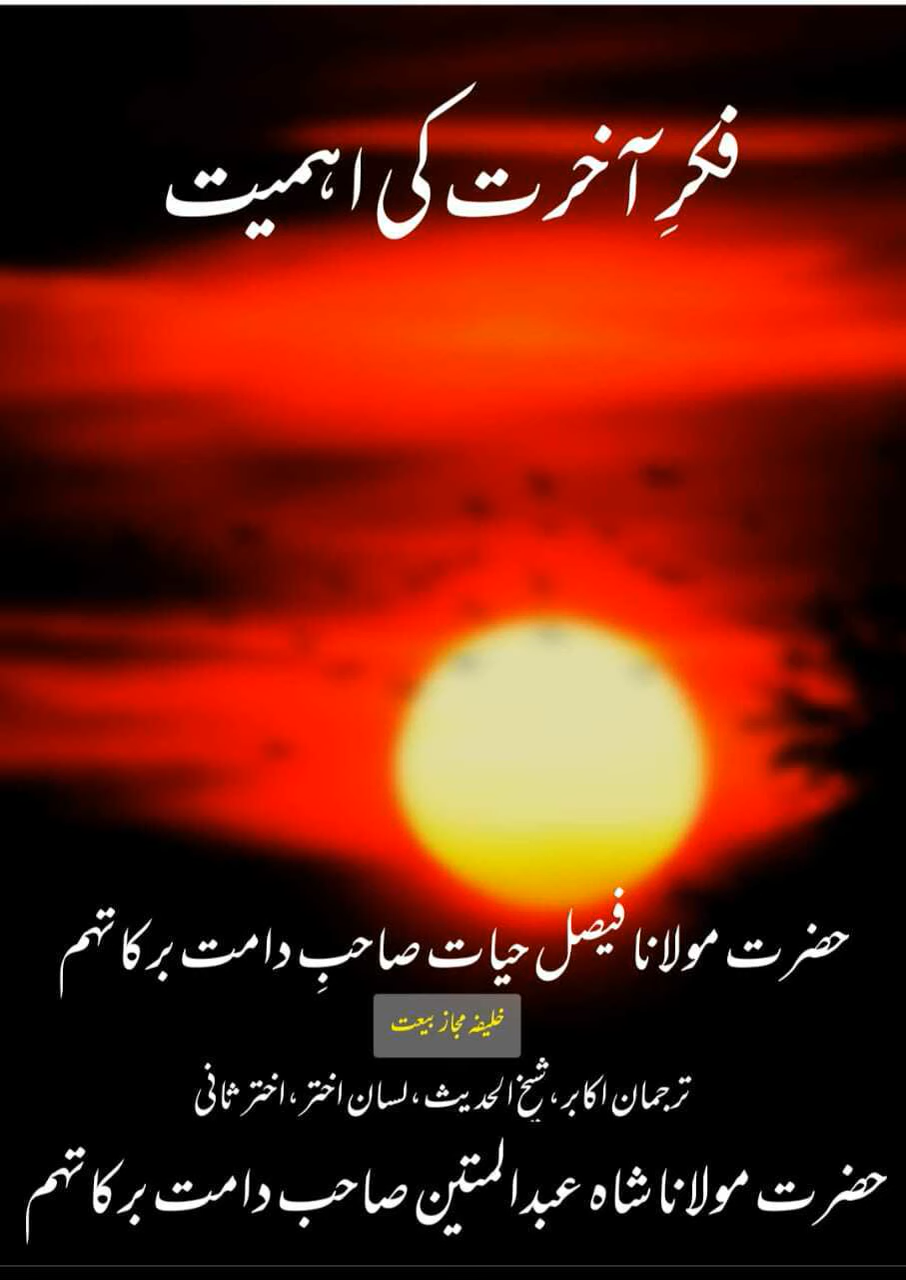 فکرِ آخرت کی اہمیت
حضرت مولانا فیصل حیات صاحبِ دامت برکاتہم
خلیفہ مجاز بیعت
ترجمان اکابر، شیخ الحدیث، لسان اختر، اختر ثانی
حضرت مولانا شاہ عبدالمتین صاحب دامت برکاتہم